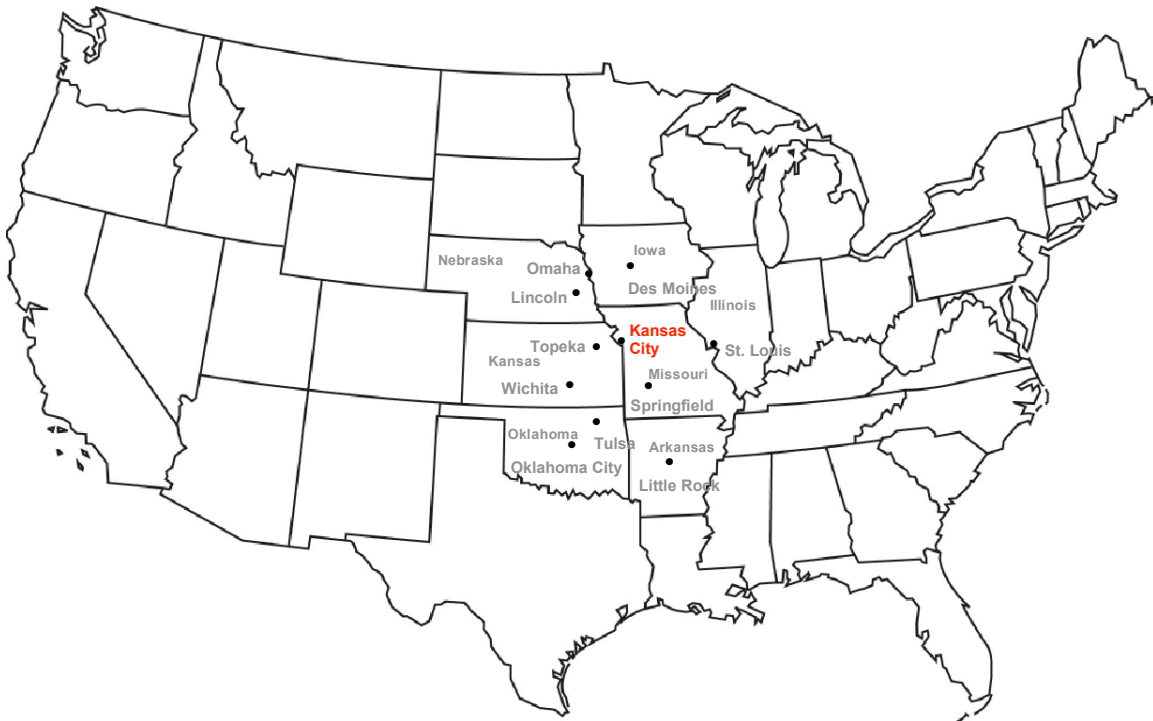 Iowa
Nebraska
Omaha
Des Moines
Lincoln
Illinois
Kansas
City
Topeka
St. Louis
Kansas
Missouri
Wichita
Springfield
Oklahoma
Tulsa
Arkansas
Oklahoma City
Little Rock